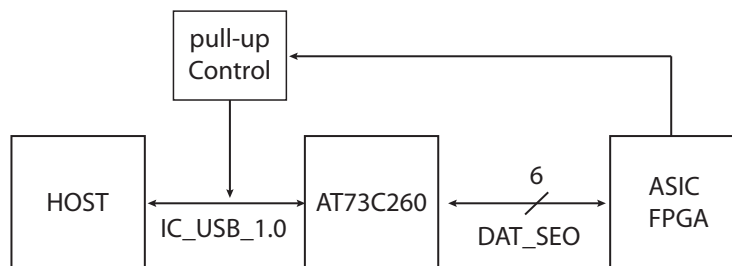 pull-up
Control
HOST
IC_USB_1.0
AT73C260
6
DAT_SEO
ASIC
FPGA